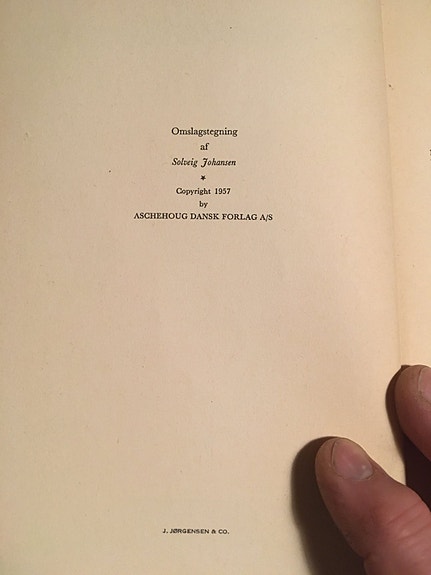 Omslagstegning
af
Solveig Johansen
★
Copyright 1957
by
ASCHEHOUG DANSK FORLAG A/S
J. JØRGENSEN & CO.